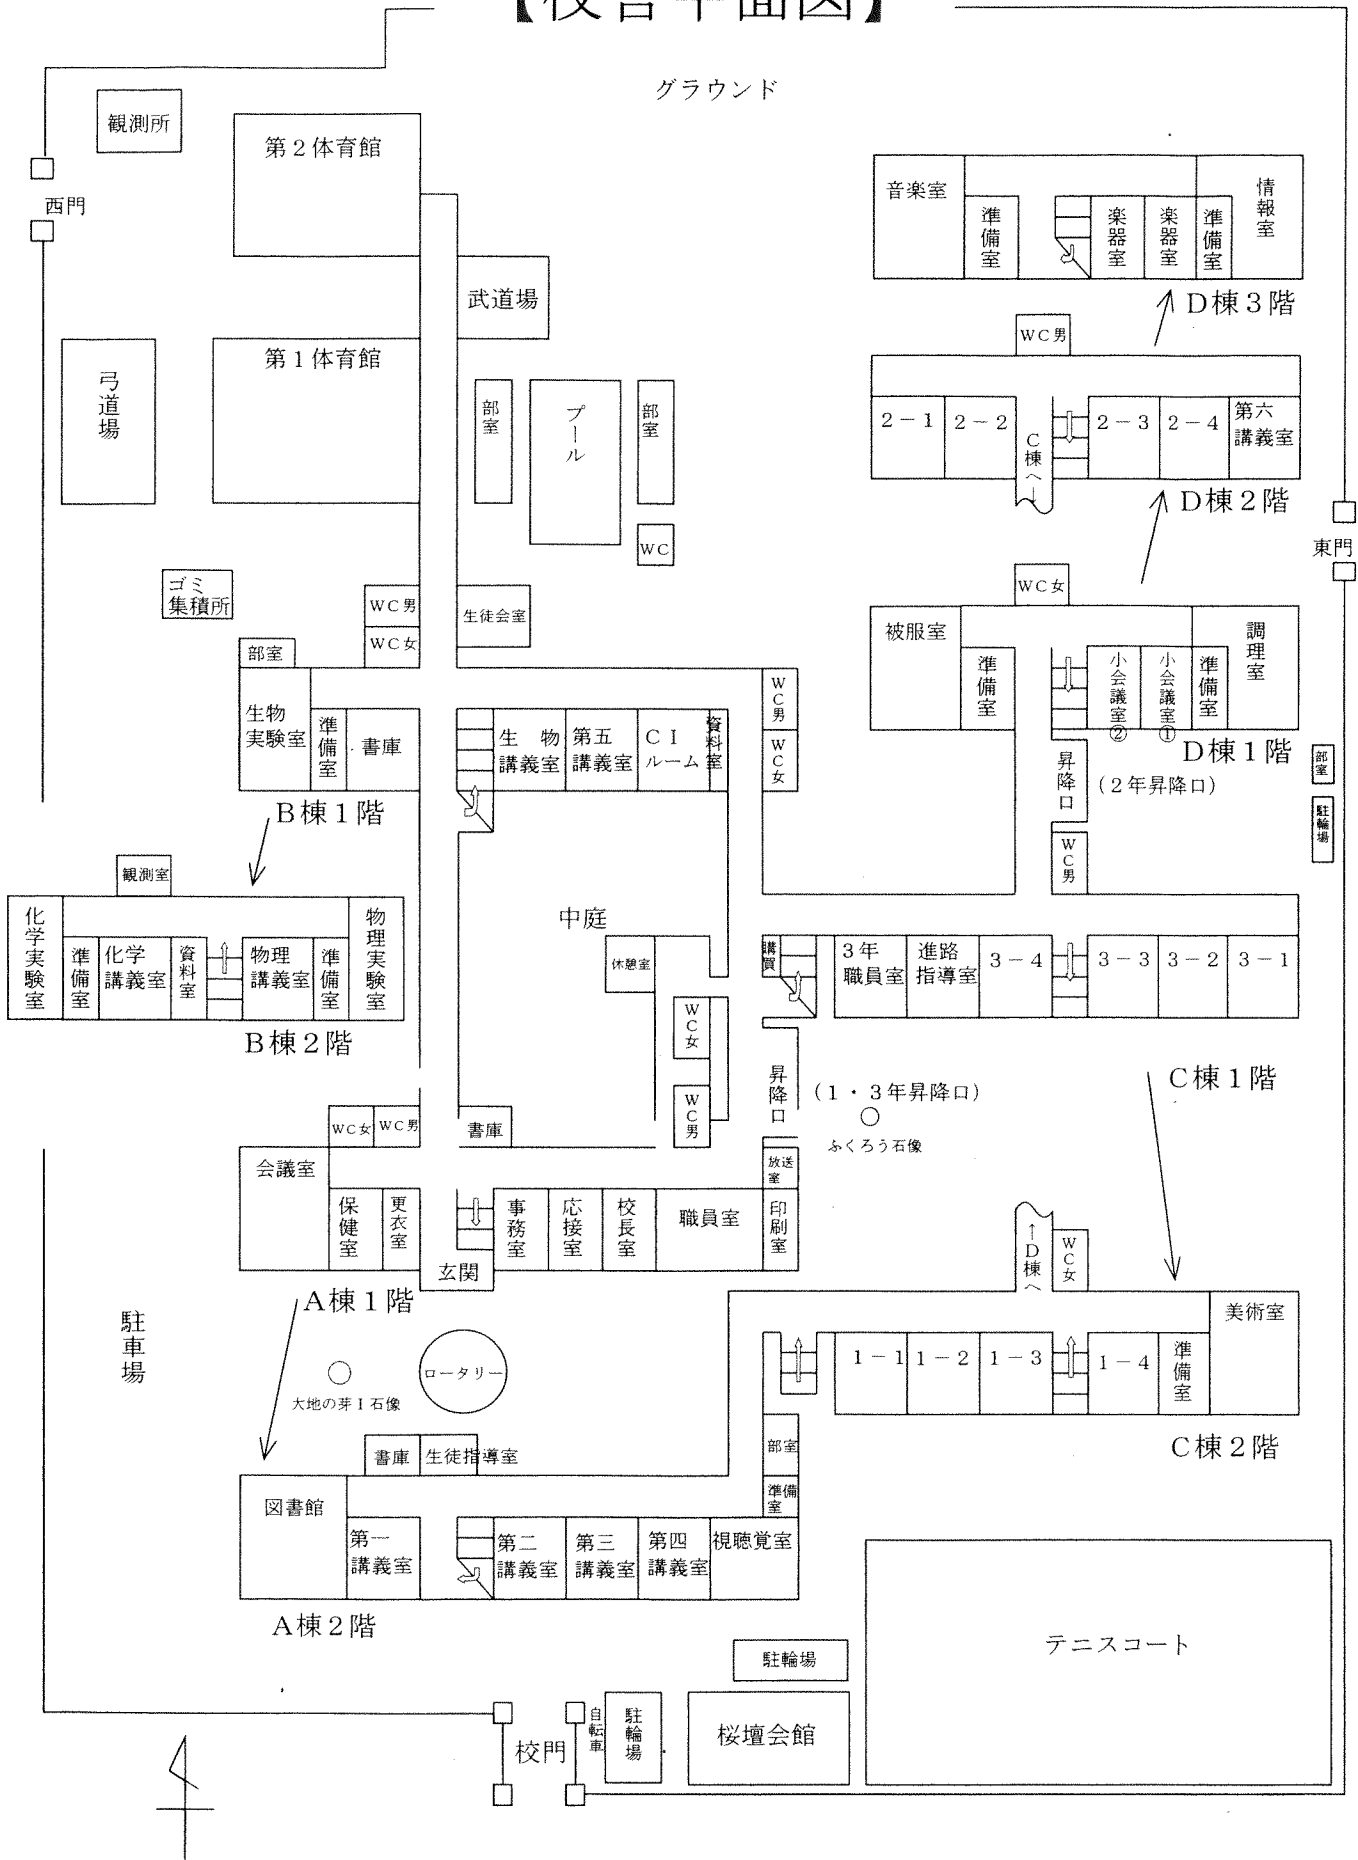 【校舎平面図】
グラウンド
観測所
第２体育館
西門
武道場
第１体育館
弓道場
部室
プール
部室
WC
ゴミ
集積所
WC男
WC女
生徒会室
音楽室
準備室
楽器室
楽器室
準備室
情報室
D棟３階
WC男
２－１
２－２
C棟へ→
２－３
２－４
第六
講義室
D棟２階
東門
WC女
被服室
準備室
小会議室②
小会議室①
準備室
調理室
D棟１階
昇降口
（２年昇降口）
WC男
部室
駐輪場
部室
生物
実験室
準備室
書庫
生物
講義室
第五
講義室
CI
ルーム
資料室
WC男
WC女
B棟１階
観測室
化学実験室
準備室
化学
講義室
資料室
物理
講義室
準備室
物理実験室
B棟２階
中庭
休憩室
WC女
WC男
購買
３年
職員室
進路
指導室
３－４
３－３
３－２
３－１
C棟１階
昇降口
（１・３年昇降口）
ふくろう石像
WC女
WC男
書庫
会議室
保健室
更衣室
玄関
事務室
応接室
校長室
職員室
放送
室
印刷室
A棟１階
駐車場
大地の芽Ⅰ石像
ロータリー
↑D棟へ
WC女
１－１
１－２
１－３
１－４
準備室
美術室
C棟２階
書庫
生徒指導室
部室
準備
室
図書館
第一
講義室
第二
講義室
第三
講義室
第四
講義室
視聴覚室
A棟２階
テニスコート
駐輪場
校門
自転車
駐輪場
桜壇会館